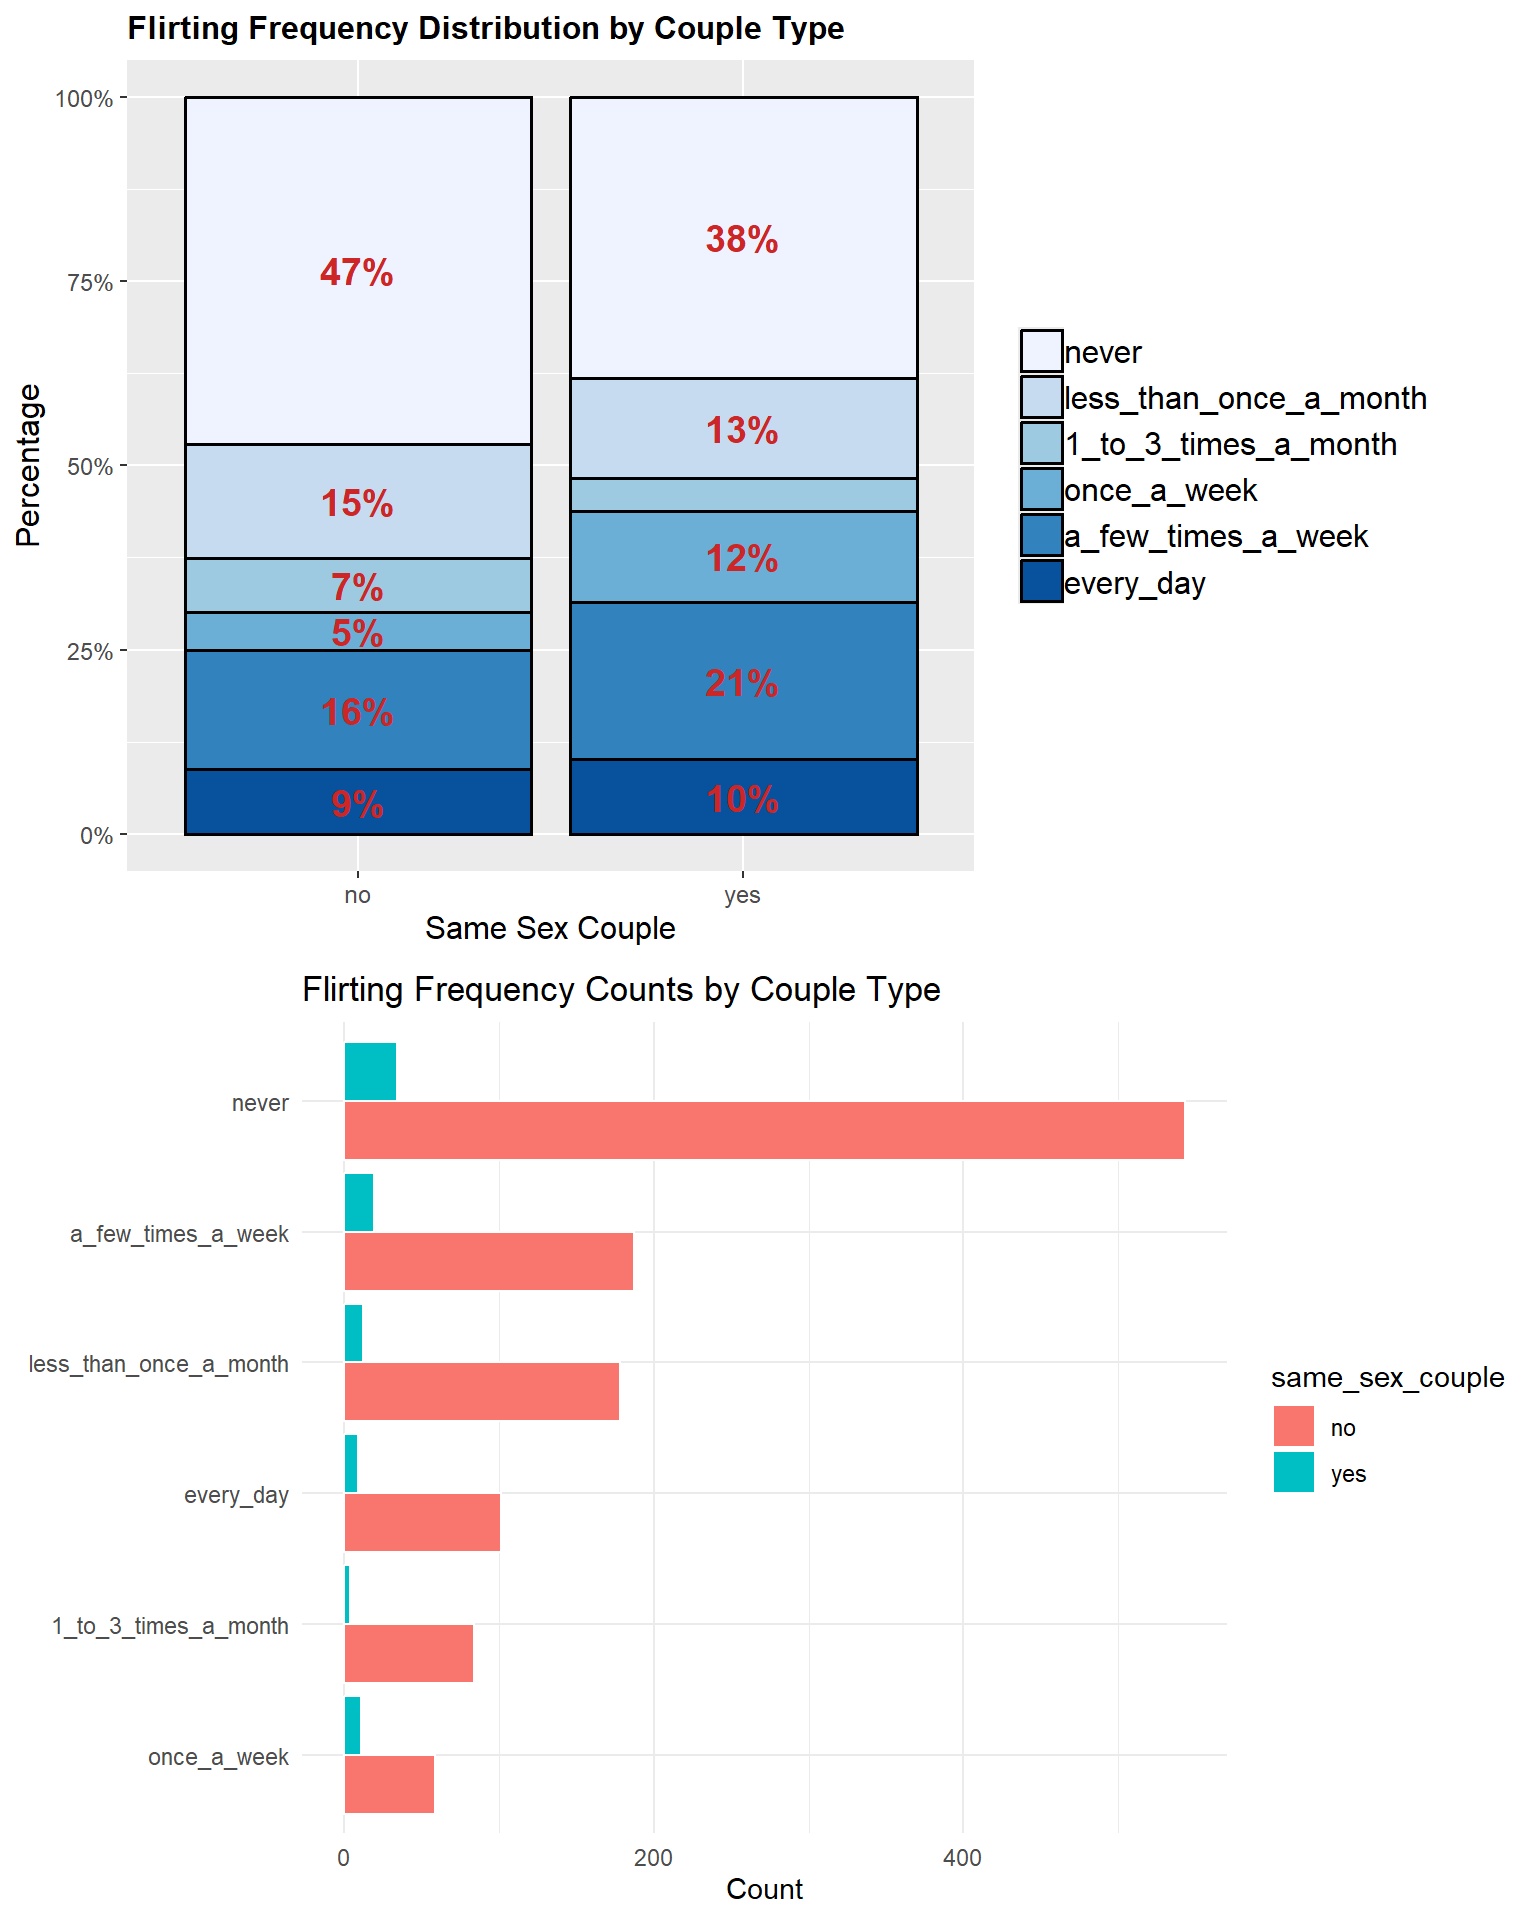 Flirting Frequency Distribution by Couple Type
Percentage
100%
75%
50%
25%
0%
47%
15%
7%
5%
16%
9%
38%
13%
12%
21%
10%
no
yes
Same Sex Couple
never
less_than_once_a_month
1_to_3_times_a_month
once_a_week
a_few_times_a_week
every_day
Flirting Frequency Counts by Couple Type
never
a_few_times_a_week
less_than_once_a_month
every_day
1_to_3_times_a_month
once_a_week
0
200
400
Count
same_sex_couple
no
yes